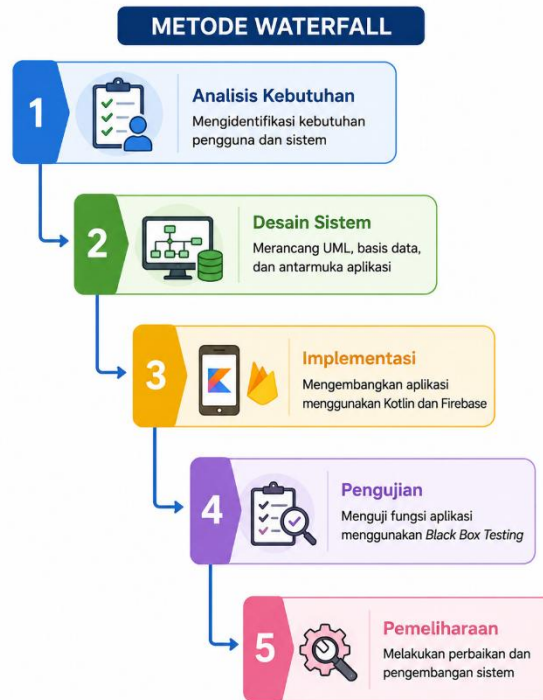 METODE WATERFALL
1
Analisis Kebutuhan
Mengidentifikasi kebutuhan
pengguna dan sistem
2
Desain Sistem
Merancang UML, basis data,
dan antarmuka aplikasi
3
Implementasi
Mengembangkan aplikasi
menggunakan Kotlin dan Firebase
4
Pengujian
Menguji fungsi aplikasi
menggunakan Black Box Testing
5
Pemeliharaan
Melakukan perbaikan dan
pengembangan sistem